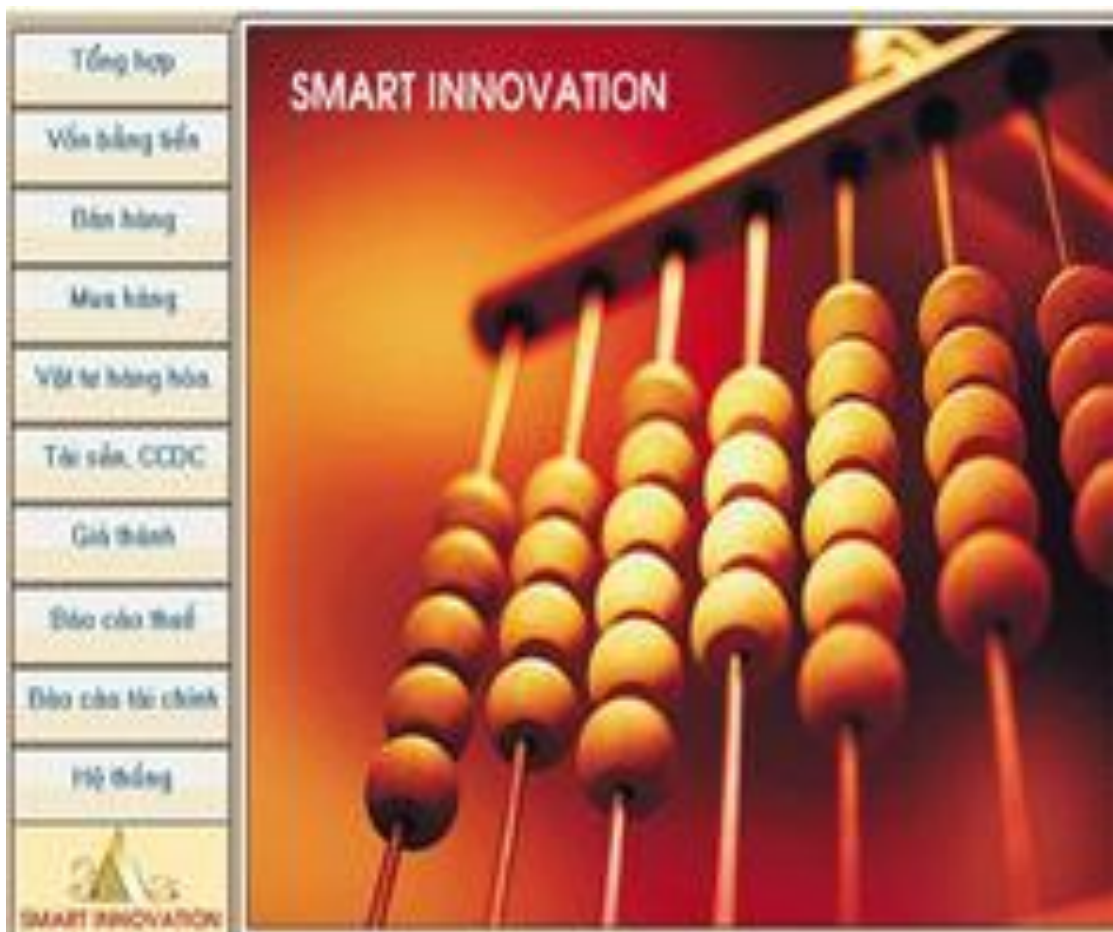 Tổng hợp
Vốn bằng tiền
Bán hàng
Mua hàng
Vật tư hàng hóa
Tài sản, CCDC
Giá thành
Báo cáo thuế
Báo cáo tài chính
Hệ thống
SMART INNOVATION
SMART INNOVATION